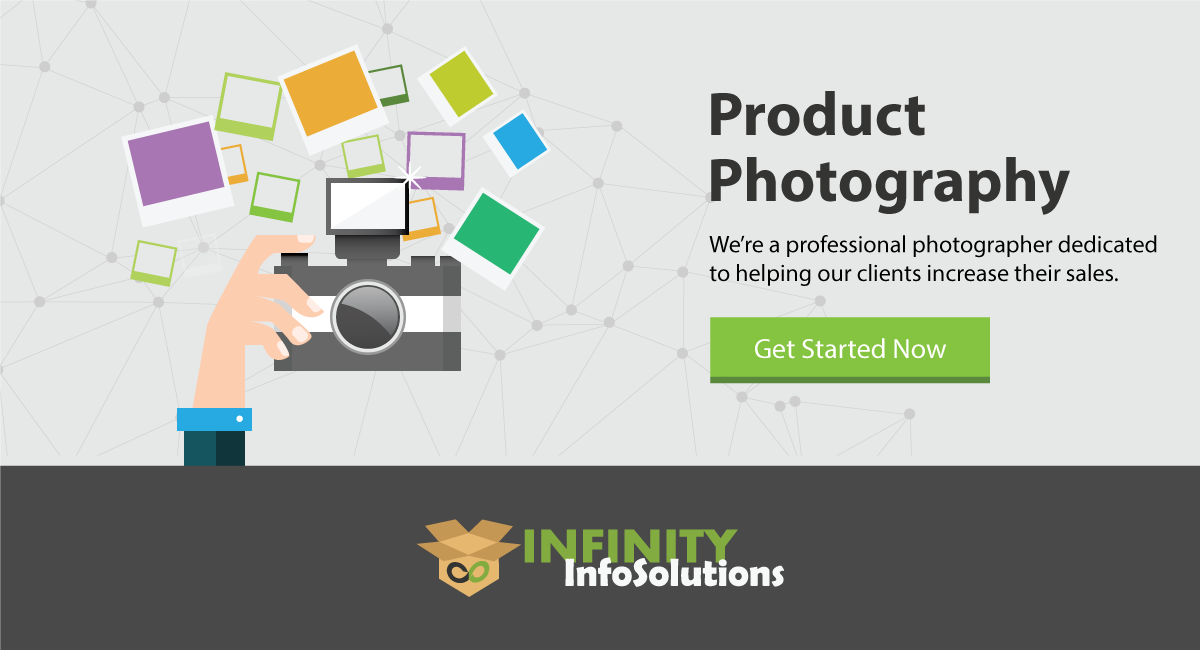 Product
Photography
We're a professional photographer dedicated
to helping our clients increase their sales.
Get Started Now
INFINITY
InfoSolutions